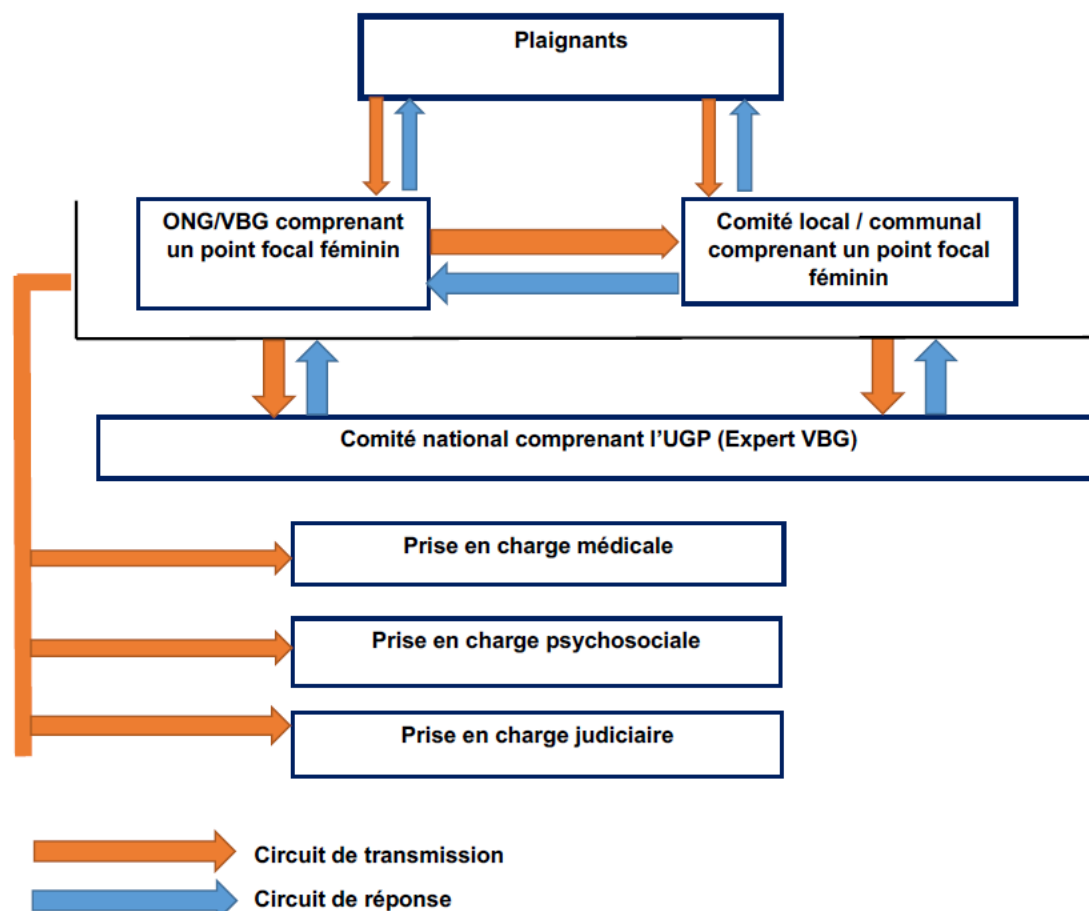 Plaignants
ONG/VBG comprenant
un point focal féminin
Comité local / communal
comprenant un point focal
féminin
Comité national comprenant l’UGP (Expert VBG)
Prise en charge médicale
Prise en charge psychosociale
Prise en charge judiciaire
Circuit de transmission
Circuit de réponse